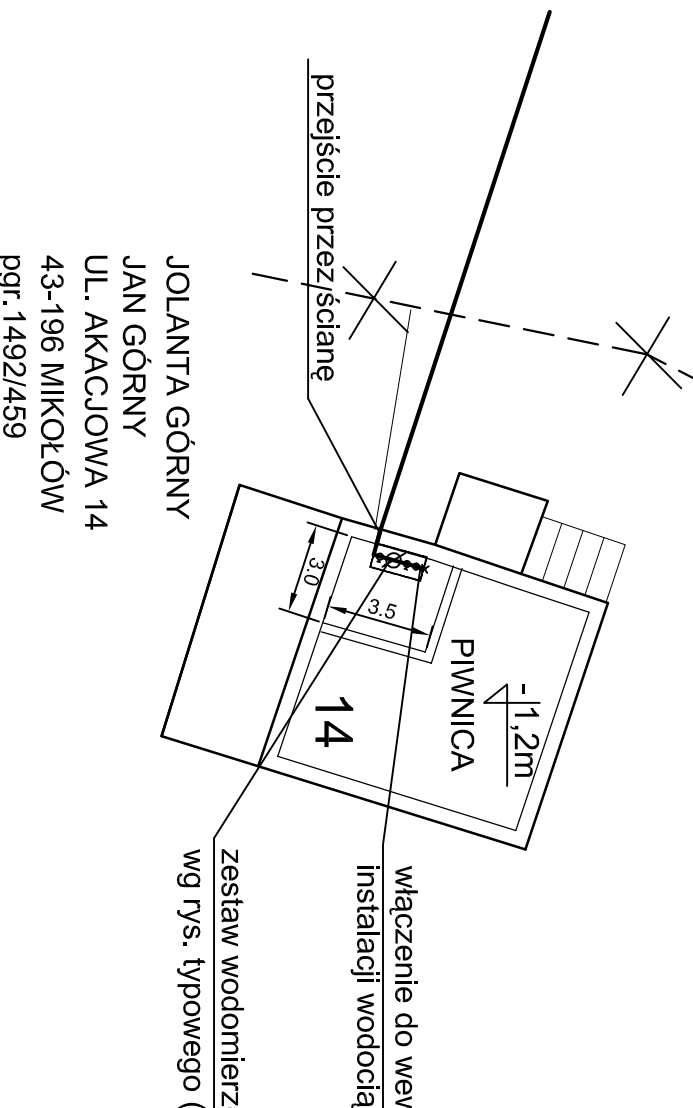 przejście przez ścianę
JOLANTA GÓRNY
JAN GÓRNY
UL. AKACJOWA 14
43-196 MIKOŁÓW
pgr.1492/459
3.0
3.5
PIWNICA
-1,2m
14
włączenie do wew
instalacji wodocią
zestaw wodomierz
wg rys. typowego (